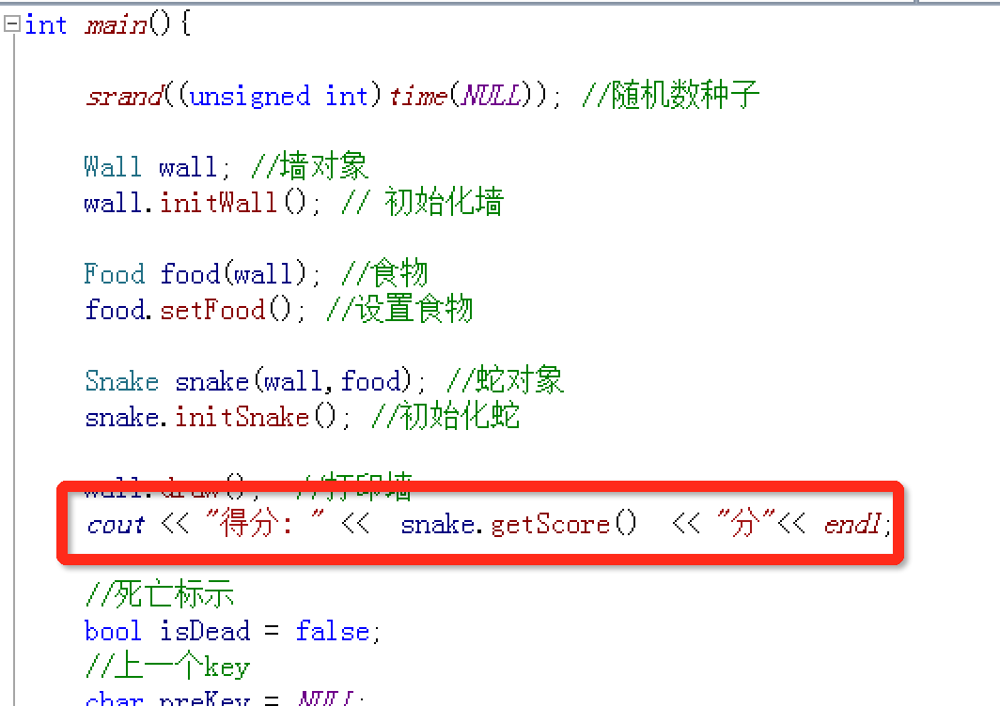 int main(){
srand((unsigned int)time(NULL)); //随机数种子
Wall wall; //墙对象
wall.initWall(); // 初始化墙
Food food(wall); //食物
food.setFood(); //设置食物
Snake snake(wall,food); //蛇对象
snake.initSnake(); //初始化蛇
wall.draw(); //打印墙
cout << "得分：" << snake.getScore() << "分"<< endl;
//死亡标示
bool isDead = false;
//上一个key
char preKey = NULL;